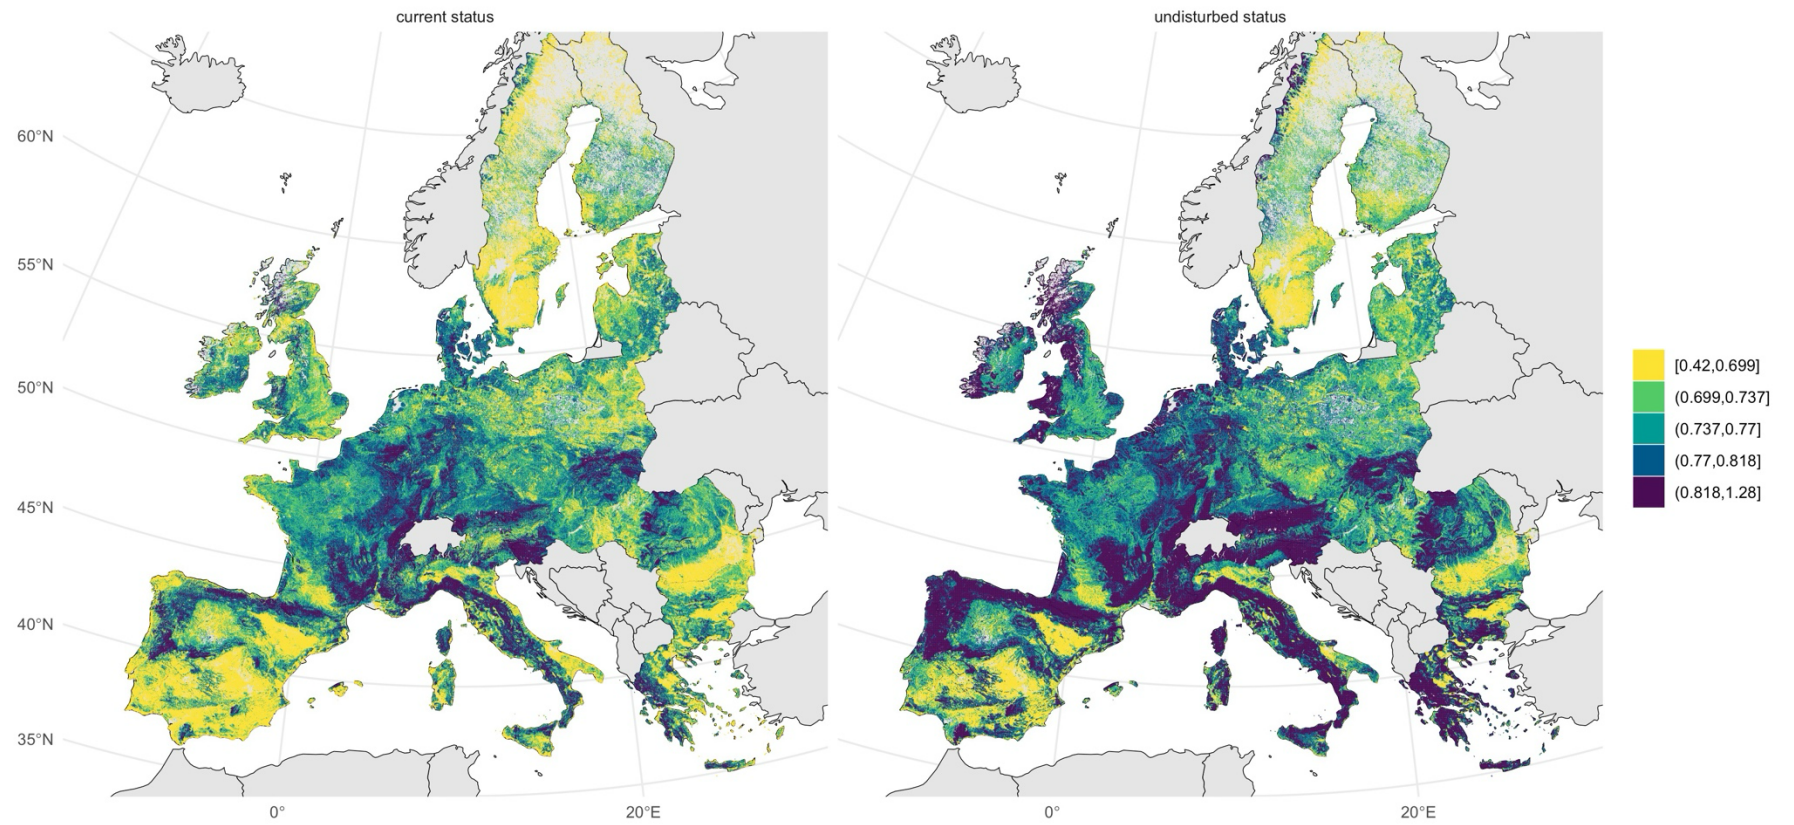 current status
undisturbed status
60°N
55°N
50°N
45°N
40°N
35°N
0°
20°E
0°
20°E
[0.42,0.699]
(0.699,0.737]
(0.737,0.77]
(0.77,0.818]
(0.818,1.28]